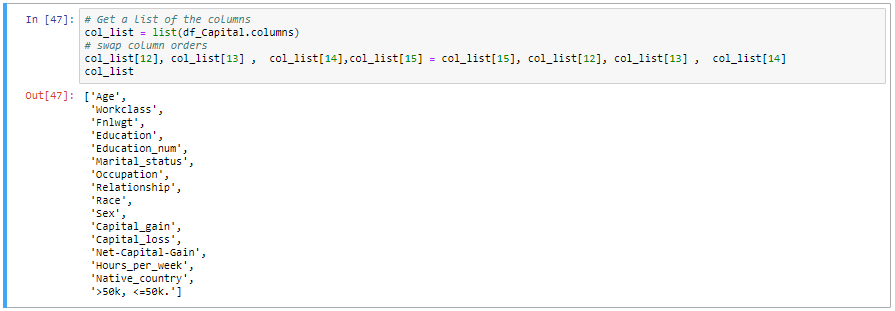 In [47]: # Get a list of the columns
col_list = list(df_Capital.columns)
# swap column orders
col_list[12], col_list[13] ,  col_list[14],col_list[15] = col_list[15], col_list[12], col_list[13] ,  col_list[14]
col_list
Out[47]: ['Age',
'Workclass',
'Fnlwgt',
'Education',
'Education_num',
'Marital_status',
'Occupation',
'Relationship',
'Race',
'Sex',
'Capital_gain',
'Capital_loss',
'Net-Capital-Gain',
'Hours_per_week',
'Native_country',
'>50k, <=50k.']